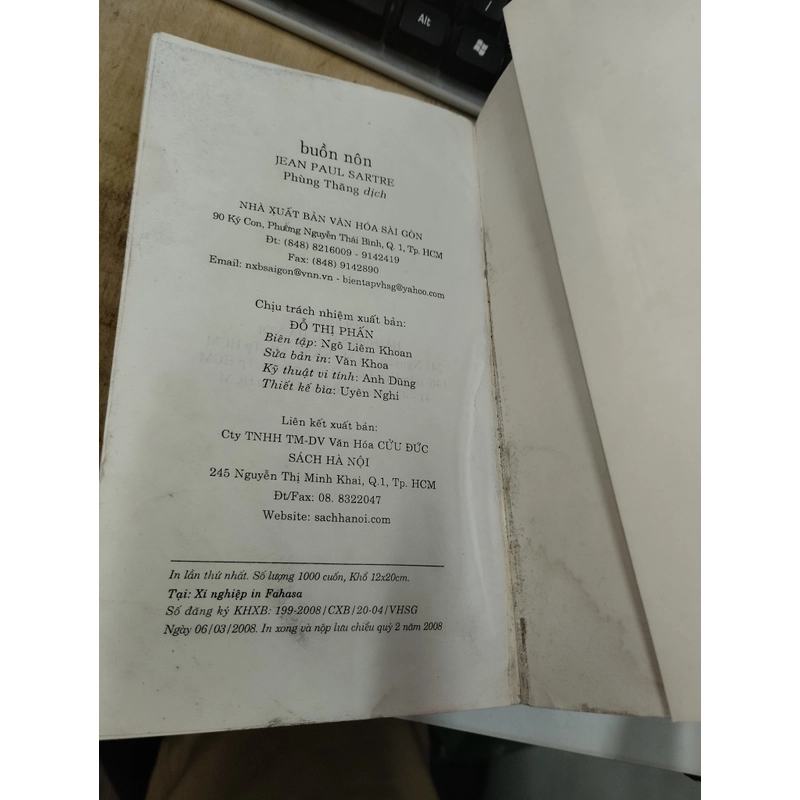 Alt
buồn nôn
JEAN PAUL SARTRE
Phùng Thăng dịch
NHÀ XUẤT BẢN VĂN HÓA SÀI GÒN
90 Ký Con, Phường Nguyễn Thái Bình, Q. 1, Tp. HCM
Đt: (848) 8216009 - 9142419
Fax: (848) 9142890
Email: nxbsaigon@vnn.vn - bientapvhsg@yahoo.com
Chịu trách nhiệm xuất bản:
ĐỖ THỊ PHẤN
Biên tập: Ngô Liêm Khoan
Sửa bản in: Văn Khoa
Kỹ thuật vi tính: Anh Dũng
Thiết kế bìa: Uyên Nghi
Liên kết xuất bản:
Cty TNHH TM-DV Văn Hóa CỬU ĐỨC
SÁCH HÀ NỘI
245 Nguyễn Thị Minh Khai, Q.1, Tp. HCM
Đt/Fax: 08. 8322047
Website: sachhanoi.com
In lần thứ nhất. Số lượng 1000 cuốn, Khổ 12x20cm.
Tại: Xí nghiệp in Fahasa
Số đăng ký KHXB: 199-2008/CXB/20-04/VHSG
Ngày 06/03/2008. In xong và nộp lưu chiểu quý 2 năm 2008